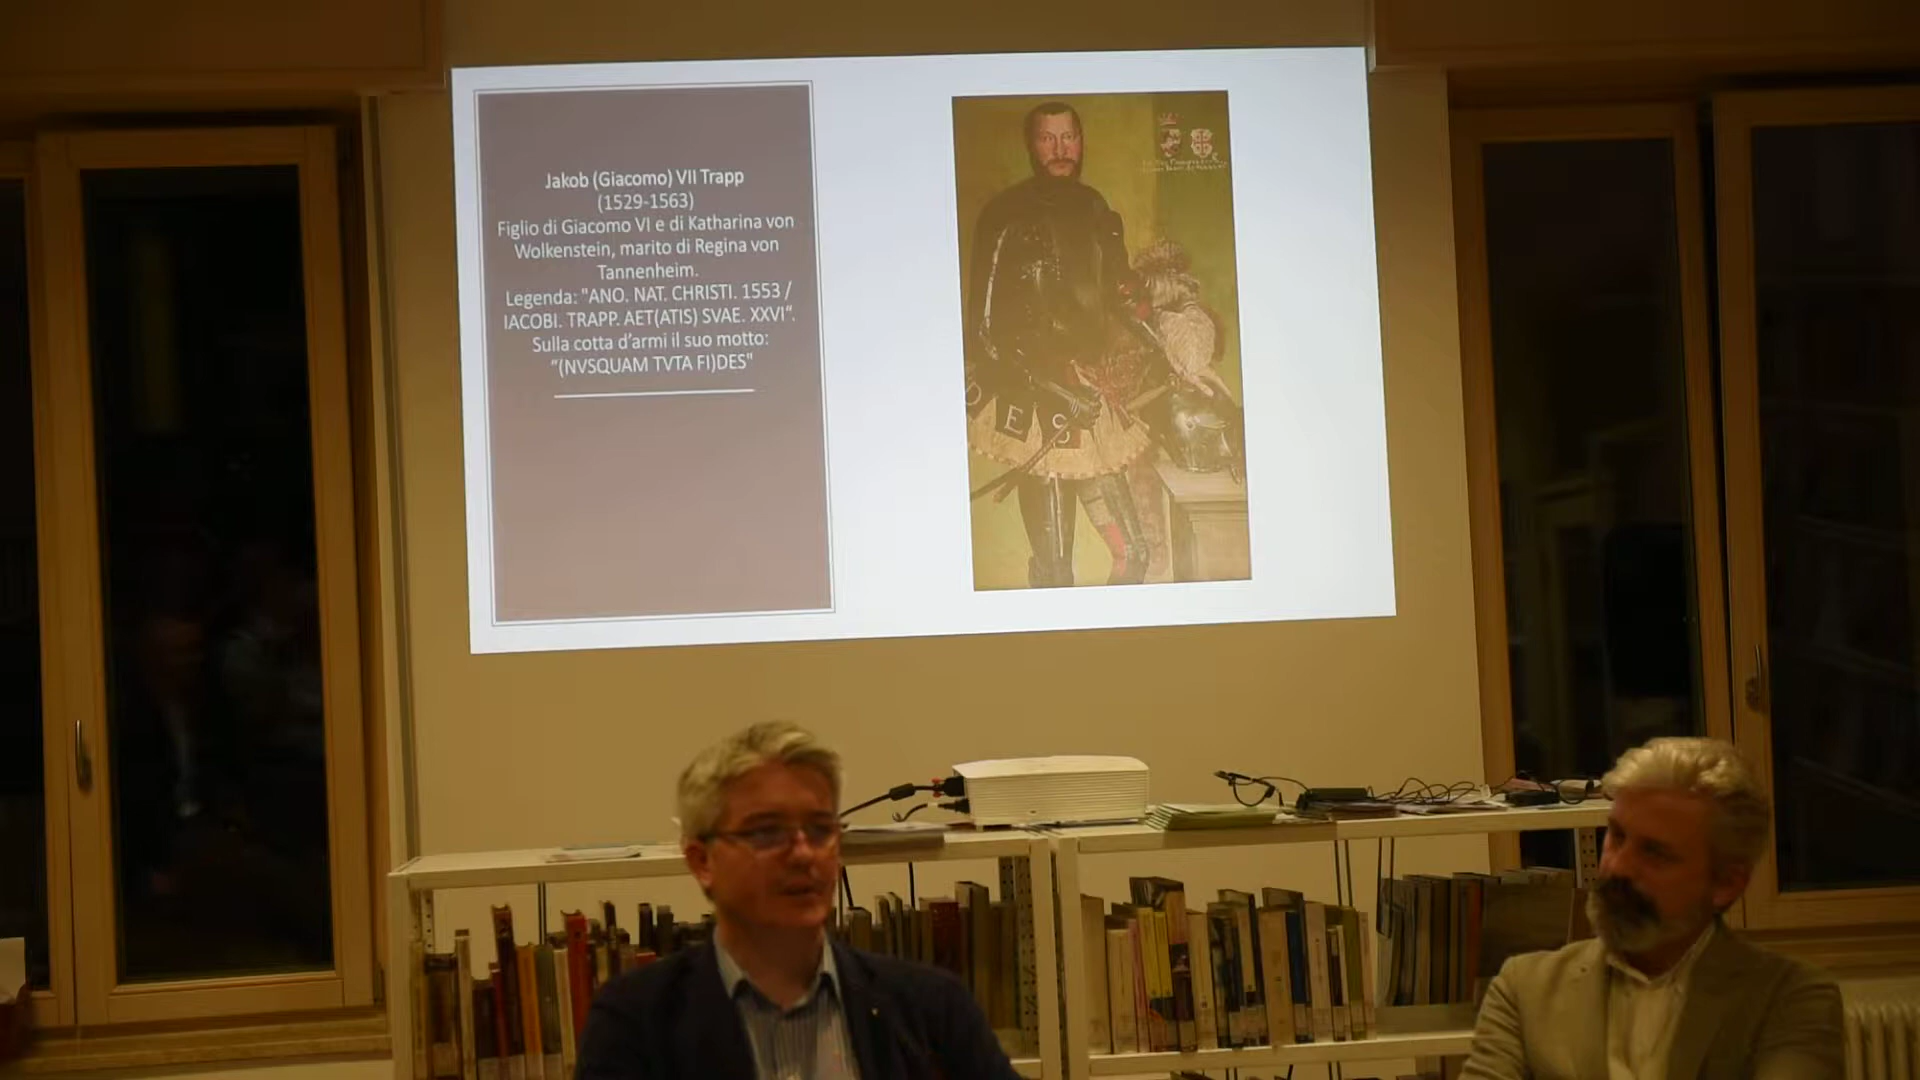 Jakob (Giacomo) VII Trapp
(1529-1563)
Figlio di Giacomo VI e di Katharina von
Wolkenstein, marito di Regina von
Tannenheim.
Legenda: "ANO. NAT. CHRISTI. 1553 /
IACOBI. TRAPP. AET(ATIS) SVAE. XXVI“.
Sulla cotta d’armi il suo motto:
“(NVSQUAM TVTA FI)DES"
D E S